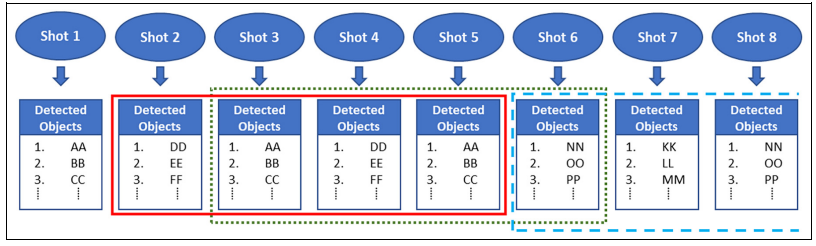 Shot 1 Shot 2 Shot 3 Shot 4 Shot 5 Shot 6 Shot 7 Shot 8
Detected Objects
1. AA
2. BB
3. CC
Detected Objects
1. DD
2. EE
3. FF
Detected Objects
1. AA
2. BB
3. CC
Detected Objects
1. DD
2. EE
3. FF
Detected Objects
1. AA
2. BB
3. CC
Detected Objects
1. NN
2. OO
3. PP
Detected Objects
1. KK
2. LL
3. MM
Detected Objects
1. NN
2. OO
3. PP